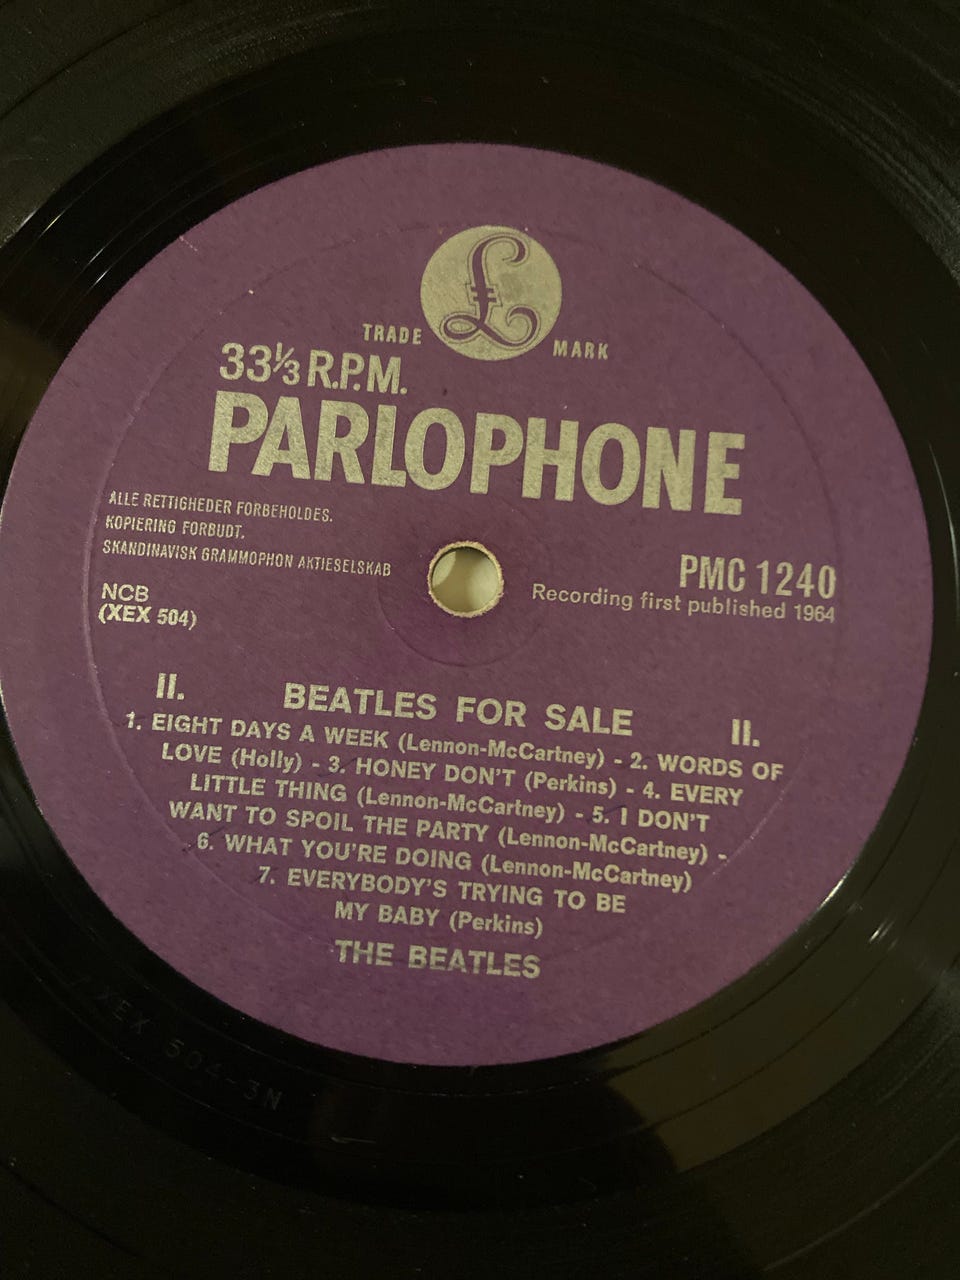 £
TRADE MARK
33⅓ R.P.M.
PARLOPHONE
ALLE RETTIGHEDER FORBEHOLDES.
KOPIERING FORBUDT.
SKANDINAVISK GRAMMOPHON AKTIESELSKAB
PMC 1240
Recording first published 1964
NCB
(XEX 504)
II. BEATLES FOR SALE II.
1. EIGHT DAYS A WEEK (Lennon-McCartney) - 2. WORDS OF
LOVE (Holly) - 3. HONEY DON'T (Perkins) - 4. EVERY
LITTLE THING (Lennon-McCartney) - 5. I DON'T
WANT TO SPOIL THE PARTY (Lennon-McCartney) -
6. WHAT YOU'RE DOING (Lennon-McCartney)
7. EVERYBODY'S TRYING TO BE
MY BABY (Perkins)
THE BEATLES
XEX 504-3N